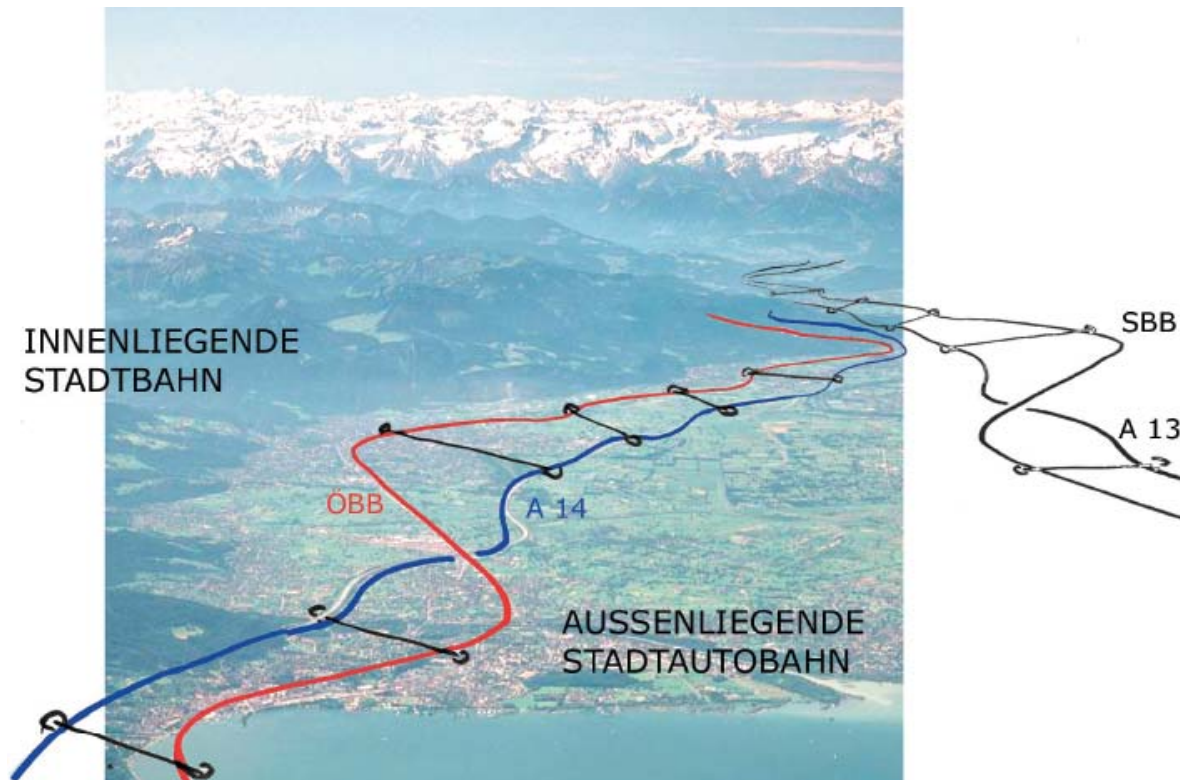 INNENLIEGENDE
STADTBAHN
SBB
A 13
ÖBB
A 14
AUSSENLIEGENDE
STADTAUTOBAHN